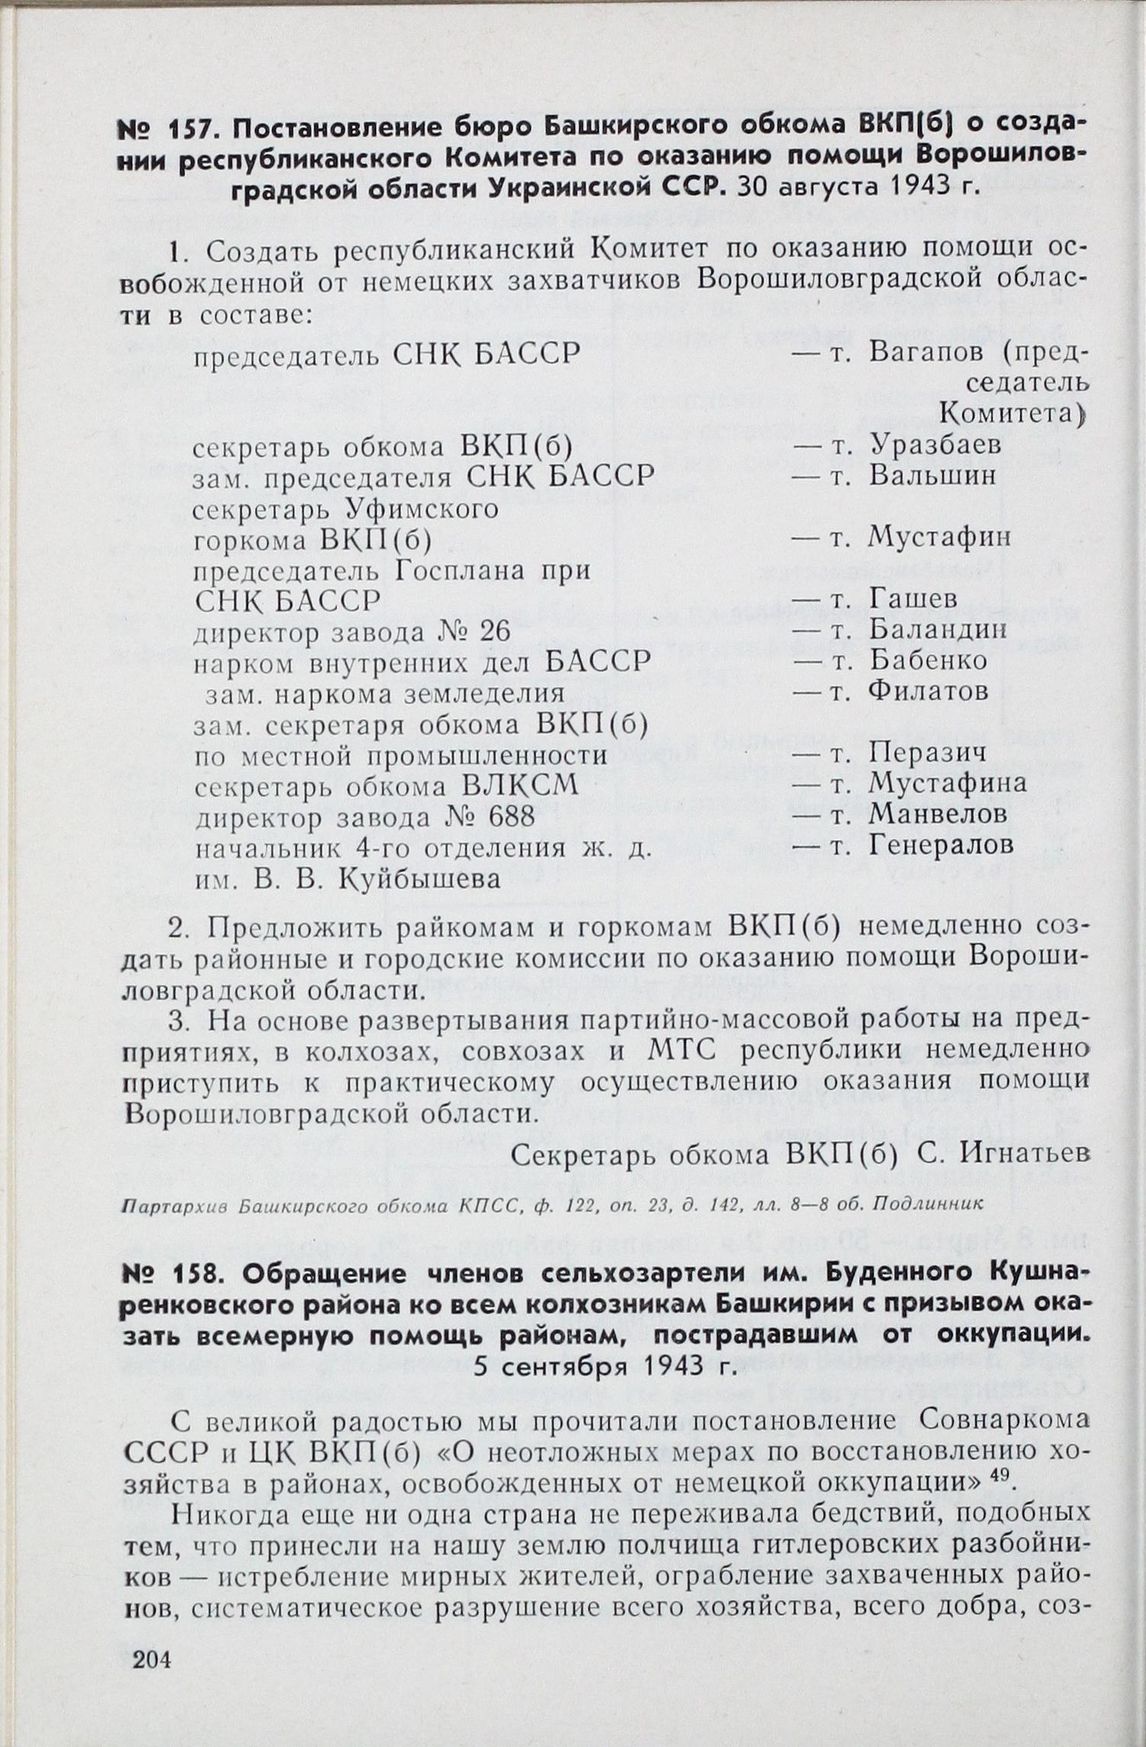 № 157. Постановление бюро Башкирского обкома ВКП(б) о созда-
нии республиканского Комитета по оказанию помощи Ворошилов-
градской области Украинской ССР. 30 августа 1943 г.
1. Создать республиканский Комитет по оказанию помощи ос-
вобожденной от немецких захватчиков Ворошиловградской облас-
ти в составе:
председатель СНК БАССР — т. Вагапов (пред-
седатель
Комитета)
секретарь обкома ВКП(б) — т. Уразбаев
зам. председателя СНК БАССР — т. Вальшин
секретарь Уфимского
горкома ВКП(б) — т. Мустафин
председатель Госплана при
СНК БАССР — т. Гашев
директор завода № 26 — т. Баландин
нарком внутренних дел БАССР — т. Бабенко
зам. наркома земледелия — т. Филатов
зам. секретаря обкома ВКП(б)
по местной промышленности — т. Перазич
секретарь обкома ВЛКСМ — т. Мустафина
директор завода № 688 — т. Манвелов
начальник 4-го отделения ж. д. — т. Генералов
им. В. В. Куйбышева
2. Предложить райкомам и горкомам ВКП(б) немедленно соз-
дать районные и городские комиссии по оказанию помощи Вороши-
ловградской области.
3. На основе развертывания партийно-массовой работы на пред-
приятиях, в колхозах, совхозах и МТС республики немедленно
приступить к практическому осуществлению оказания помощи
Ворошиловградской области.
Секретарь обкома ВКП(б) С. Игнатьев
Партархив Башкирского обкома КПСС, ф. 122, оп. 23, д. 142, лл. 8—8 об. Подлинник
№ 158. Обращение членов сельхозартели им. Буденного Кушна-
ренковского района ко всем колхозникам Башкирии с призывом ока-
зать всемерную помощь районам, пострадавшим от оккупации.
5 сентября 1943 г.
С великой радостью мы прочитали постановление Совнаркома
СССР и ЦК ВКП(б) «О неотложных мерах по восстановлению хо-
зяйства в районах, освобожденных от немецкой оккупации» 49.
Никогда еще ни одна страна не переживала бедствий, подобных
тем, что принесли на нашу землю полчища гитлеровских разбойни-
ков — истребление мирных жителей, ограбление захваченных райо-
нов, систематическое разрушение всего хозяйства, всего добра, соз-
204